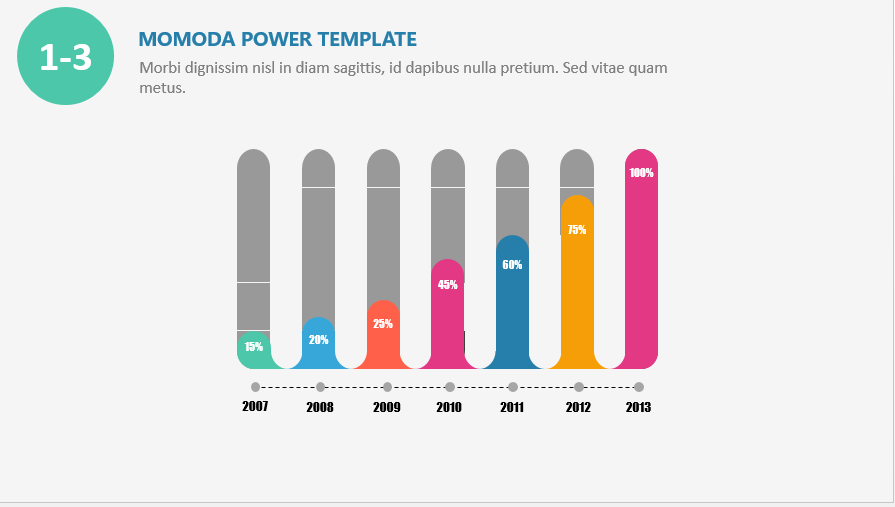 1-3
MOMODA POWER TEMPLATE
Morbi dignissim nisl in diam sagittis, id dapibus nulla pretium. Sed vitae quam
metus.
100%
75%
60%
45%
25%
20%
15%
2007 2008 2009 2010 2011 2012 2013